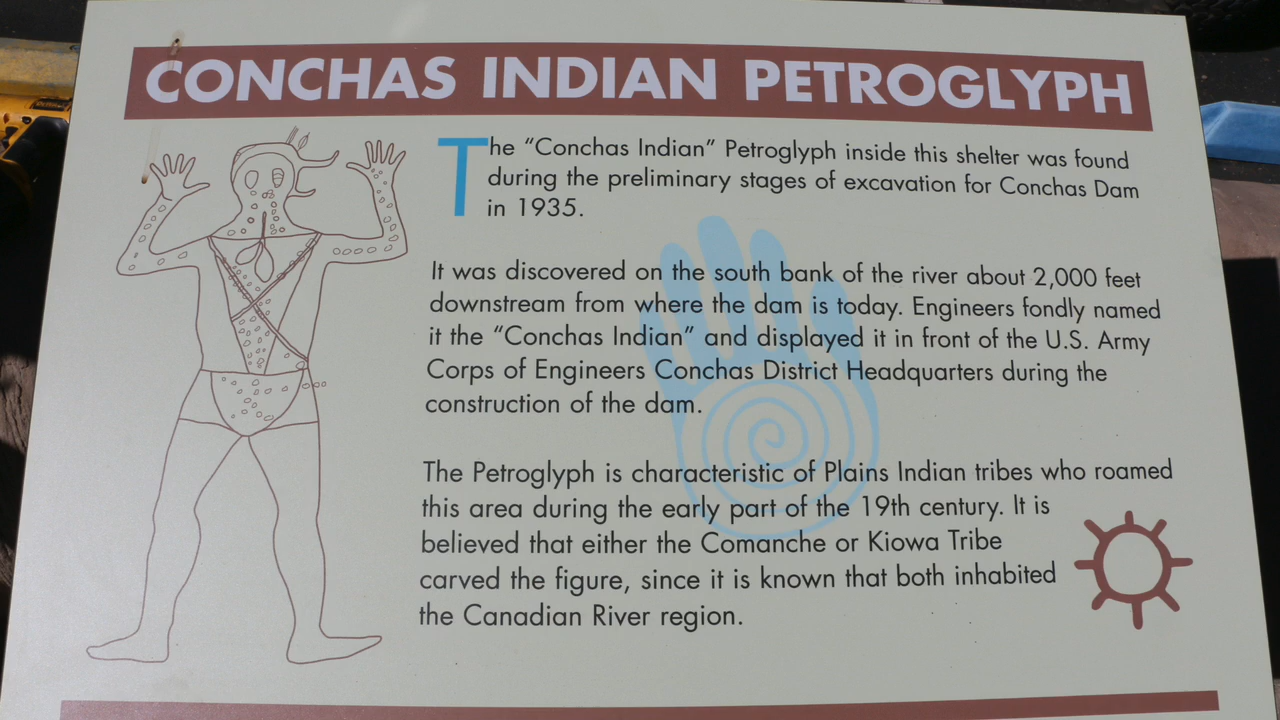 CONCHAS INDIAN PETROGLYPH
The “Conchas Indian” Petroglyph inside this shelter was found
during the preliminary stages of excavation for Conchas Dam
in 1935.
It was discovered on the south bank of the river about 2,000 feet
downstream from where the dam is today. Engineers fondly named
it the “Conchas Indian” and displayed it in front of the U.S. Army
Corps of Engineers Conchas District Headquarters during the
construction of the dam.
The Petroglyph is characteristic of Plains Indian tribes who roamed
this area during the early part of the 19th century. It is
believed that either the Comanche or Kiowa Tribe
carved the figure, since it is known that both inhabited
the Canadian River region.